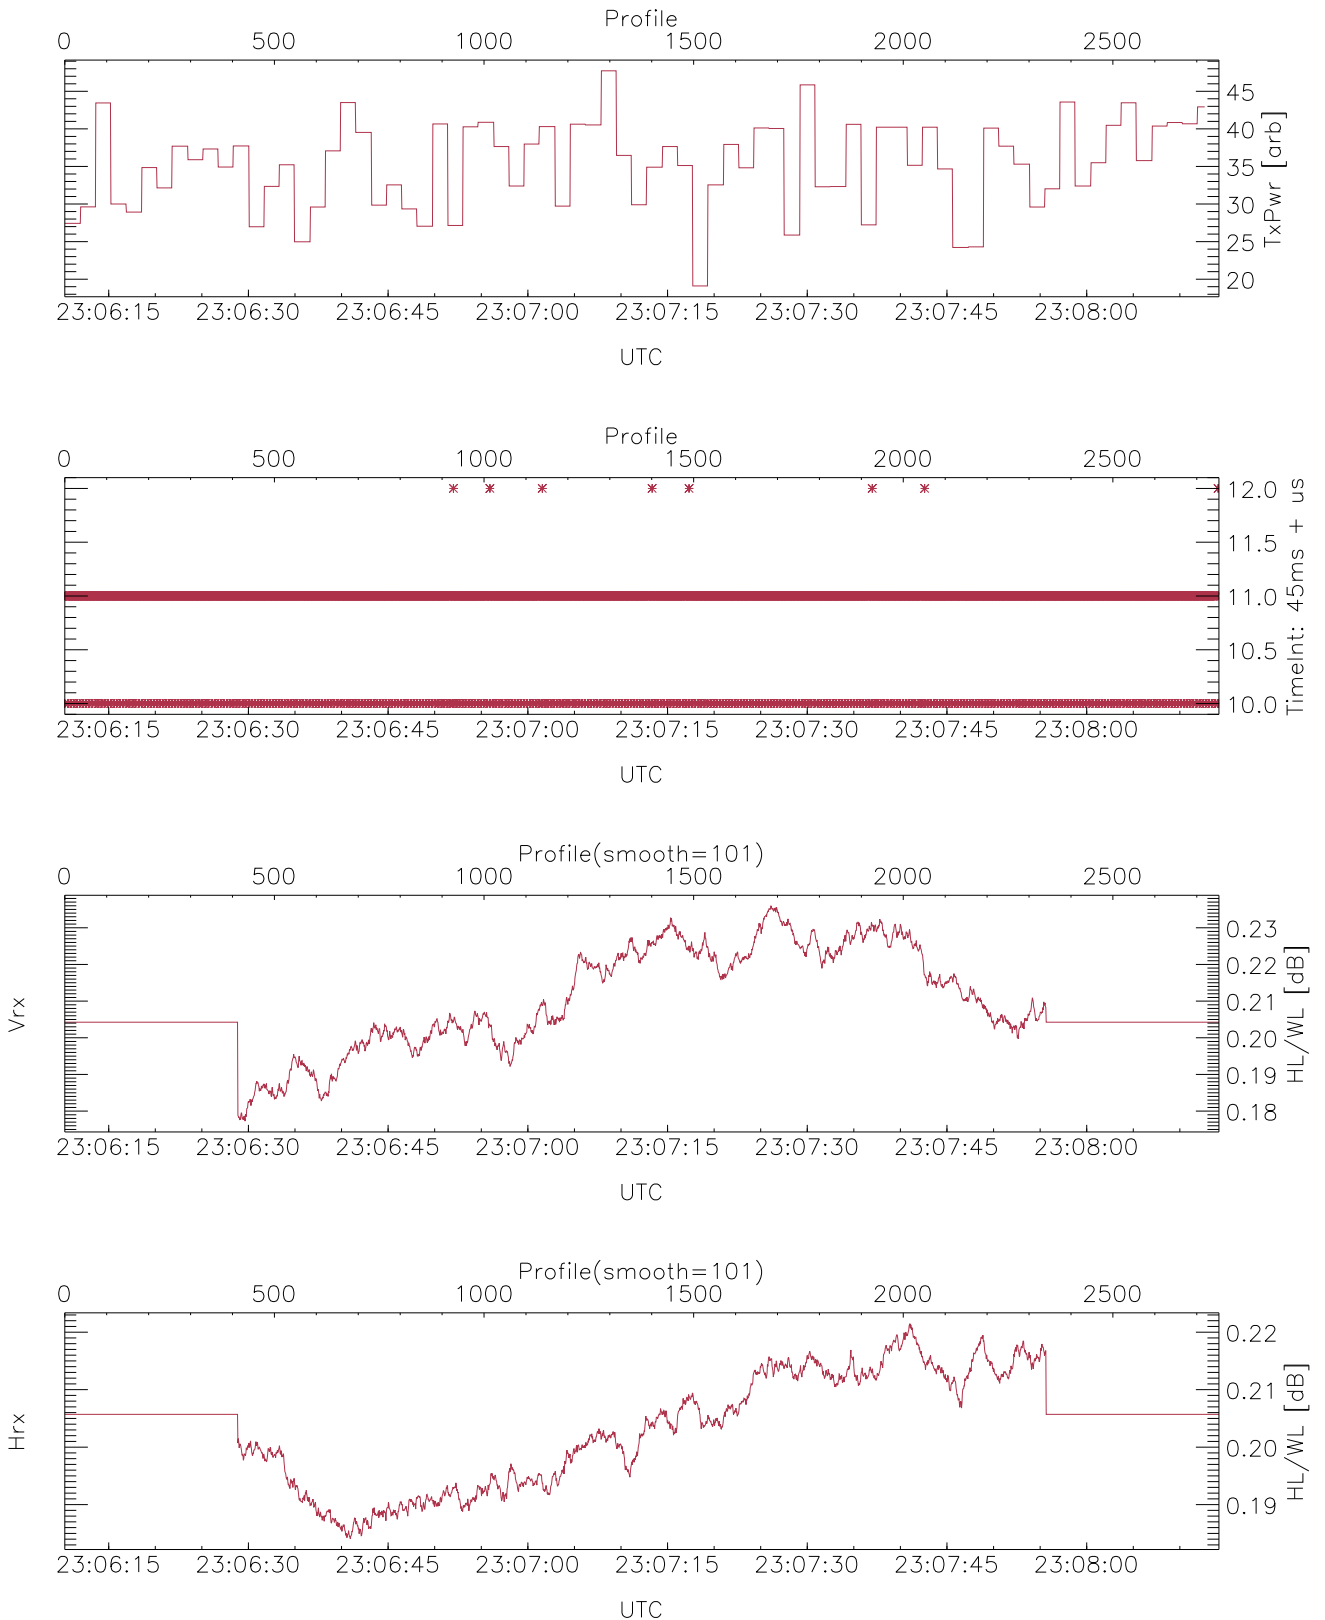 Profile
0 500 1000 1500 2000 2500
45
40
35
30
25
20
TxPwr [arb]
23:06:15 23:06:30 23:06:45 23:07:00 23:07:15 23:07:30 23:07:45 23:08:00
UTC
Profile
0 500 1000 1500 2000 2500
12.0
11.5
11.0
10.5
10.0
TimeInt: 45ms + us
23:06:15 23:06:30 23:06:45 23:07:00 23:07:15 23:07:30 23:07:45 23:08:00
UTC
Profile(smooth=101)
0 500 1000 1500 2000 2500
Vrx
0.23
0.22
0.21
0.20
0.19
0.18
HL/WL [dB]
23:06:15 23:06:30 23:06:45 23:07:00 23:07:15 23:07:30 23:07:45 23:08:00
UTC
Profile(smooth=101)
0 500 1000 1500 2000 2500
Hrx
0.22
0.21
0.20
0.19
HL/WL [dB]
23:06:15 23:06:30 23:06:45 23:07:00 23:07:15 23:07:30 23:07:45 23:08:00
UTC